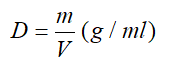 D = m/V (g / ml)